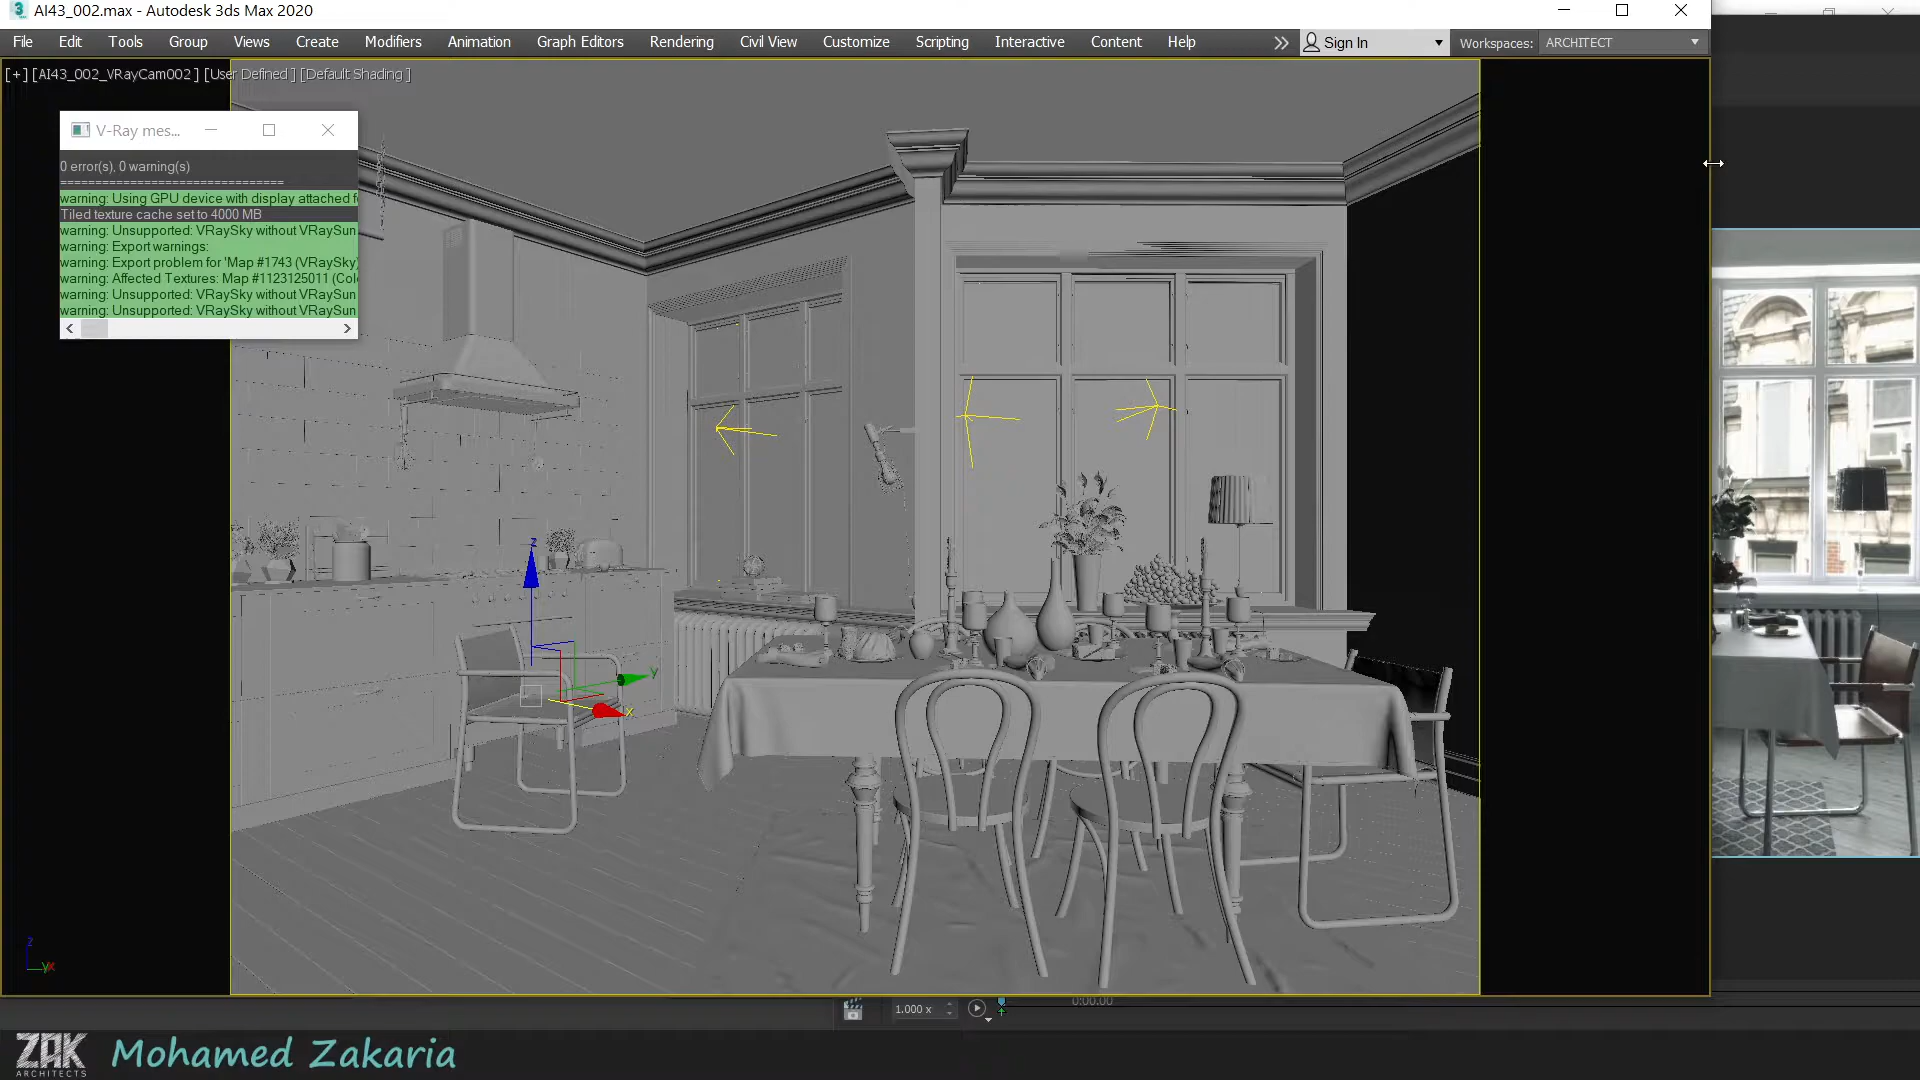 AI43_002.max - Autodesk 3ds Max 2020
File Edit Tools Group Views Create Modifiers Animation Graph Editors Rendering Civil View Customize Scripting Interactive Content Help
Sign In
Workspaces: ARCHITECT
[+] [AI43_002_VRayCam002 ] [User Defined ] [Default Shading ]
V-Ray mes...
0 error(s), 0 warning(s)
==============================
warning: Using GPU device with display attached f
Tiled texture cache set to 4000 MB
warning: Unsupported: VRaySky without VRaySun
warning: Export warnings:
warning: Export problem for 'Map #1743 (VRaySky)
warning: Affected Textures: Map #1123125011 (Col
warning: Unsupported: VRaySky without VRaySun
warning: Unsupported: VRaySky without VRaySun
z
y
x
z
yx
1.000 x
0:00.00
ZAK
ARCHITECTS
Mohamed Zakaria